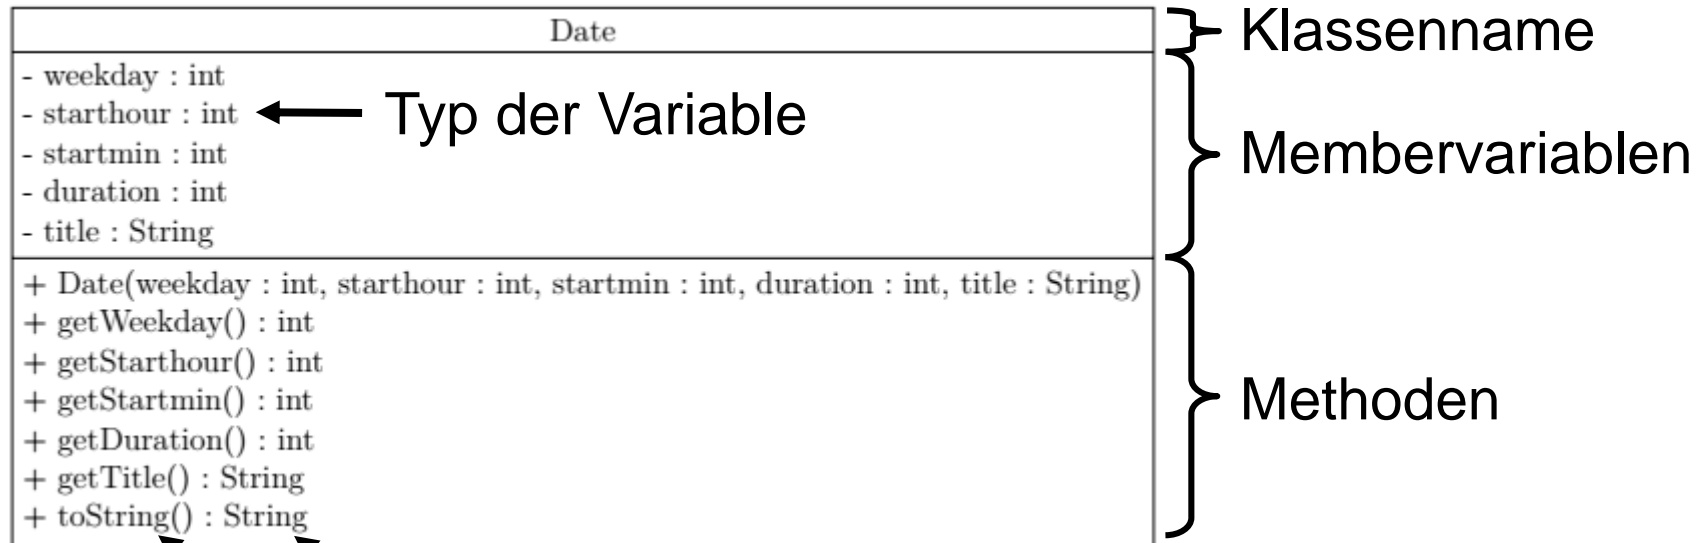 Date
Klassenname
- weekday : int
- starthour : int
Typ der Variable
- startmin : int
Membervariablen
- duration : int
- title : String
+ Date(weekday : int, starthour : int, startmin : int, duration : int, title : String)
+ getWeekday() : int
+ getStarthour() : int
+ getStartmin() : int
Methoden
+ getDuration() : int
+ getTitle() : String
+ toString() : String